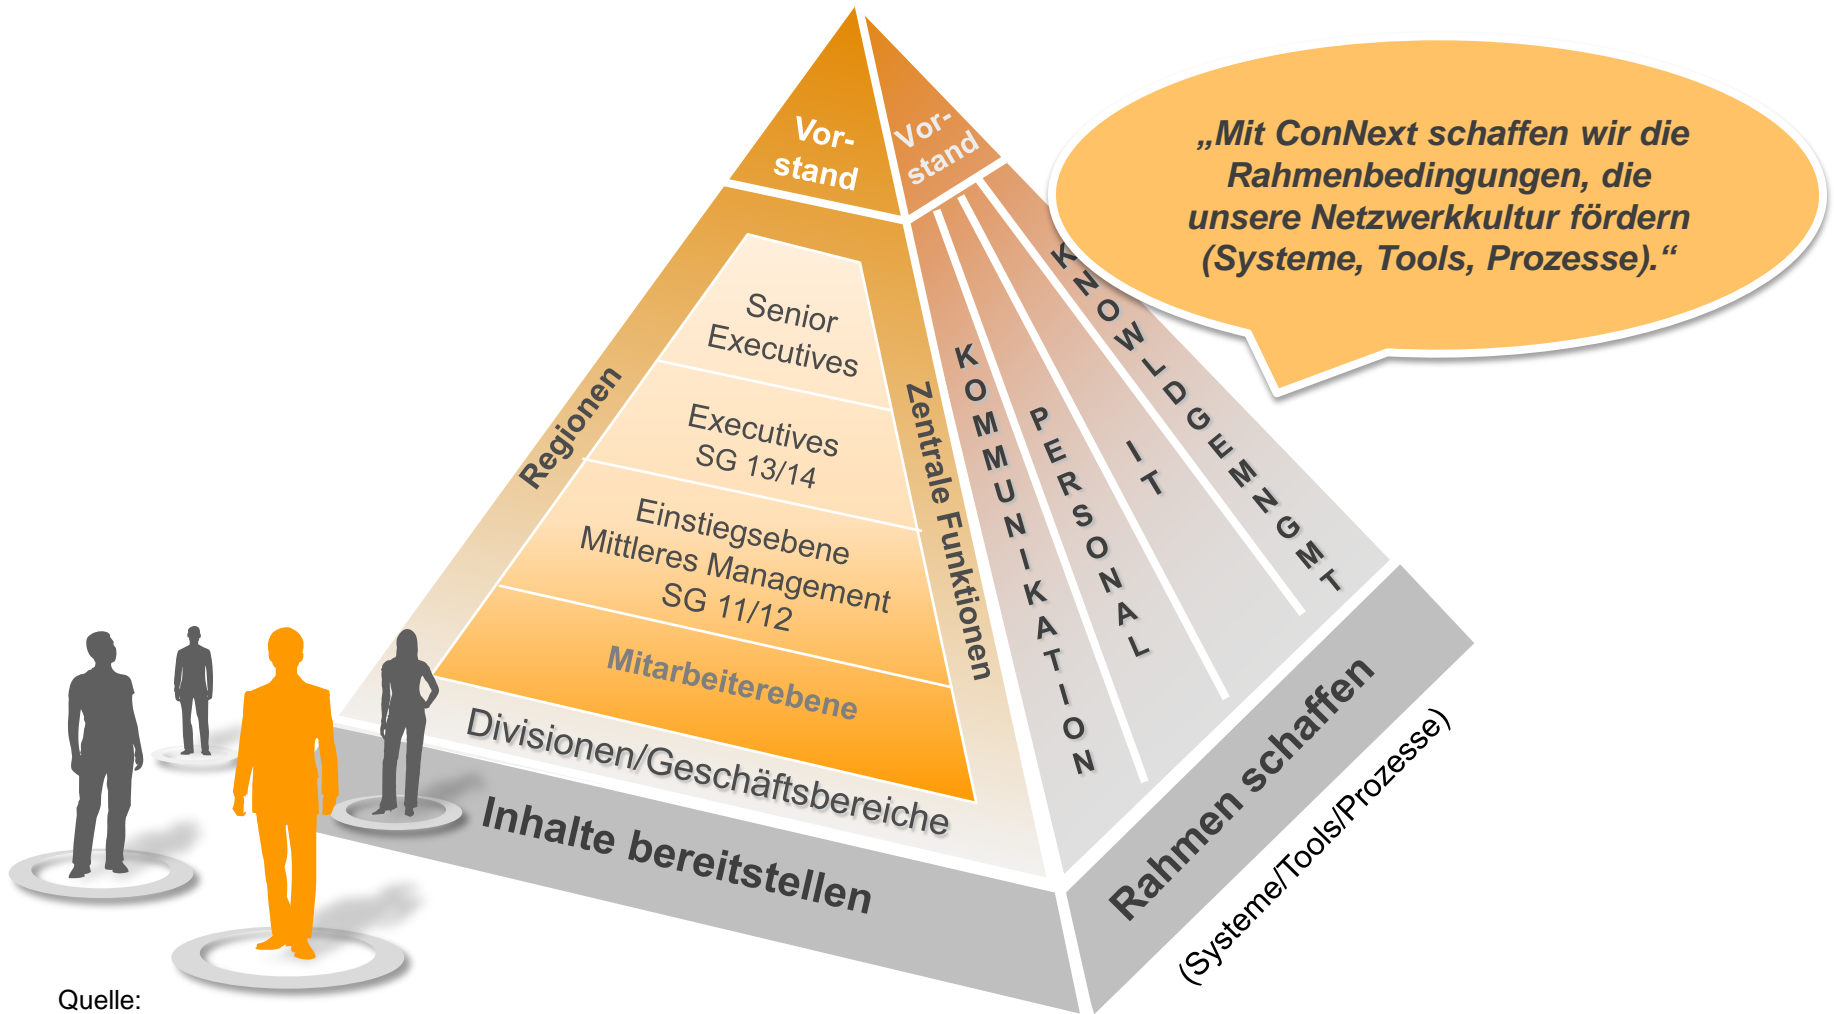 Vor-
stand
Vor-
stand
„Mit ConNext schaffen wir die
Rahmenbedingungen, die
unsere Netzwerkkultur fördern
(Systeme, Tools, Prozesse).“
Senior
Executives
Executives
SG 13/14
Einstiegsebene
Mittleres Management
SG 11/12
Mitarbeiterebene
Regionen
Zentrale Funktionen
Divisionen/Geschäftsbereiche
KOMMUNIKATION
PERSONAL
IT
KNOWLDGEMNGMT
Inhalte bereitstellen
Rahmen schaffen
(Systeme/Tools/Prozesse)
Quelle: